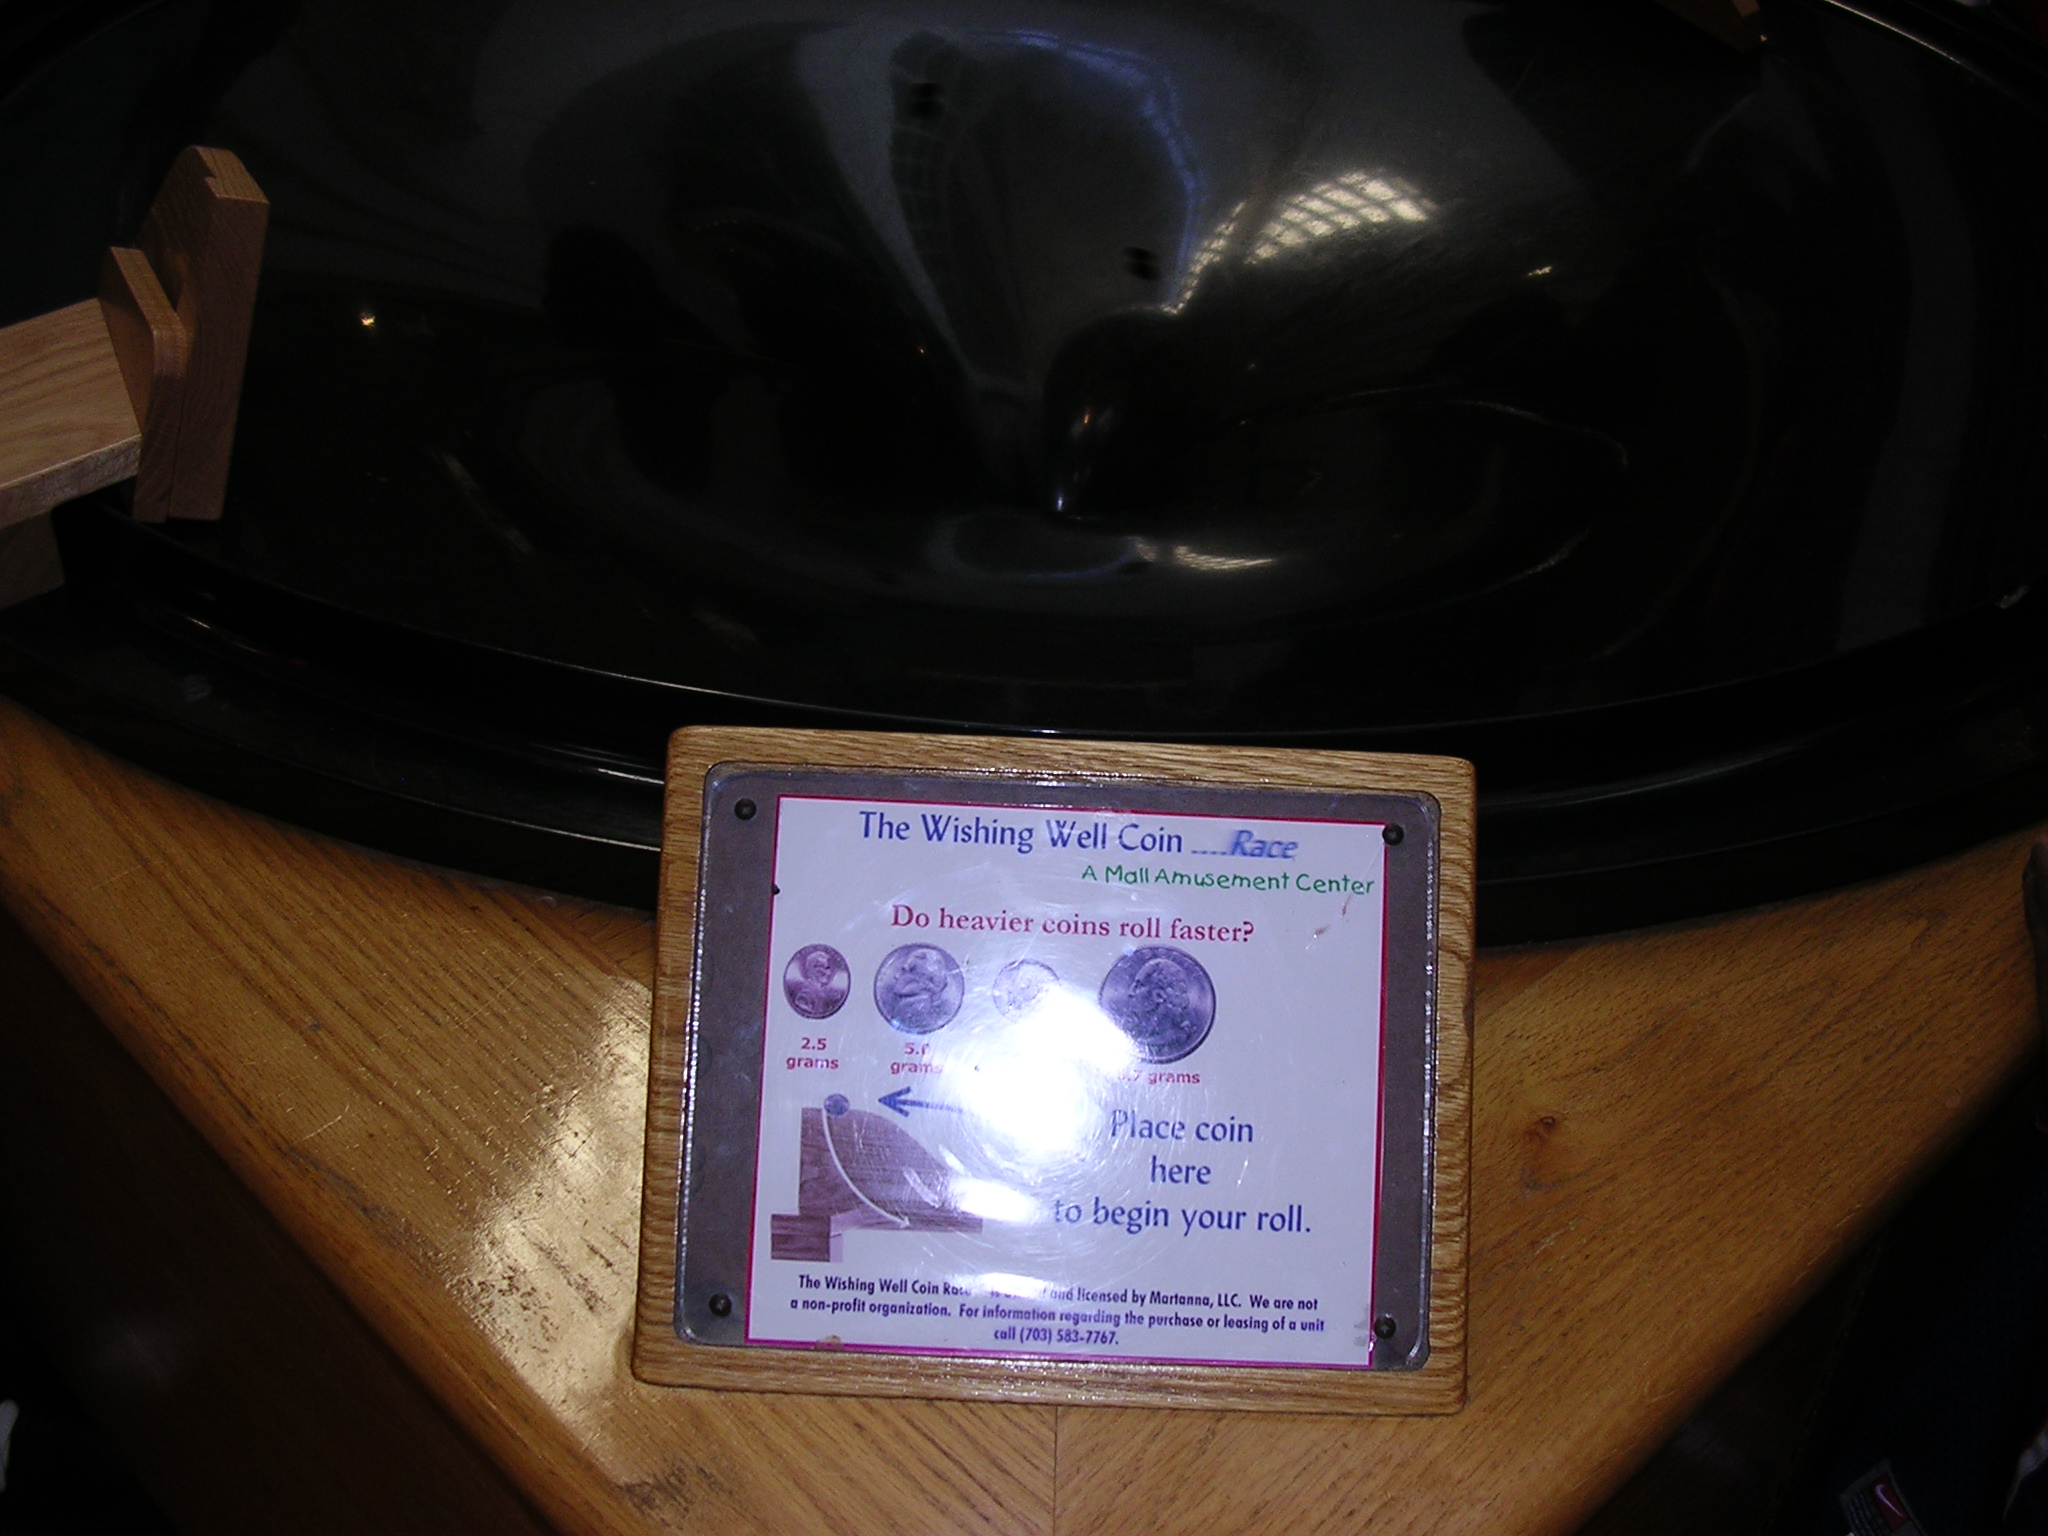 The Wishing Well Coin ....Race
A Mall Amusement Center
Do heavier coins roll faster?
2.5
grams
grams
grams
Place coin
here
to begin your roll.
The Wishing Well Coin Race and licensed by Martanna, LLC. We are not
a non-profit organization. For information regarding the purchase or leasing of a unit
call (703) 583-7767.